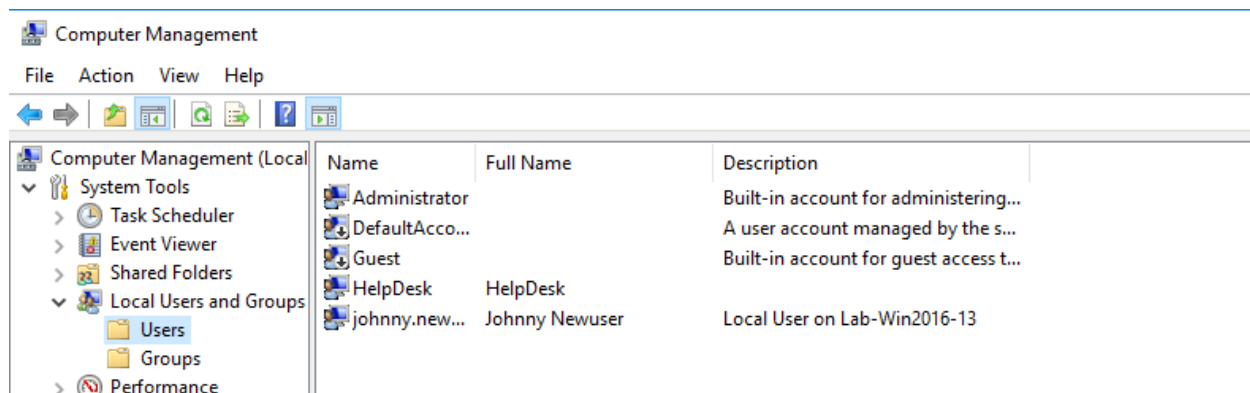 Computer Management
File Action View Help
Computer Management (Local
System Tools
Task Scheduler
Event Viewer
Shared Folders
Local Users and Groups
Users
Groups
Performance
Name Full Name Description
Administrator Built-in account for administering...
DefaultAcco... A user account managed by the s...
Guest Built-in account for guest access t...
HelpDesk HelpDesk
johnny.new... Johnny Newuser Local User on Lab-Win2016-13